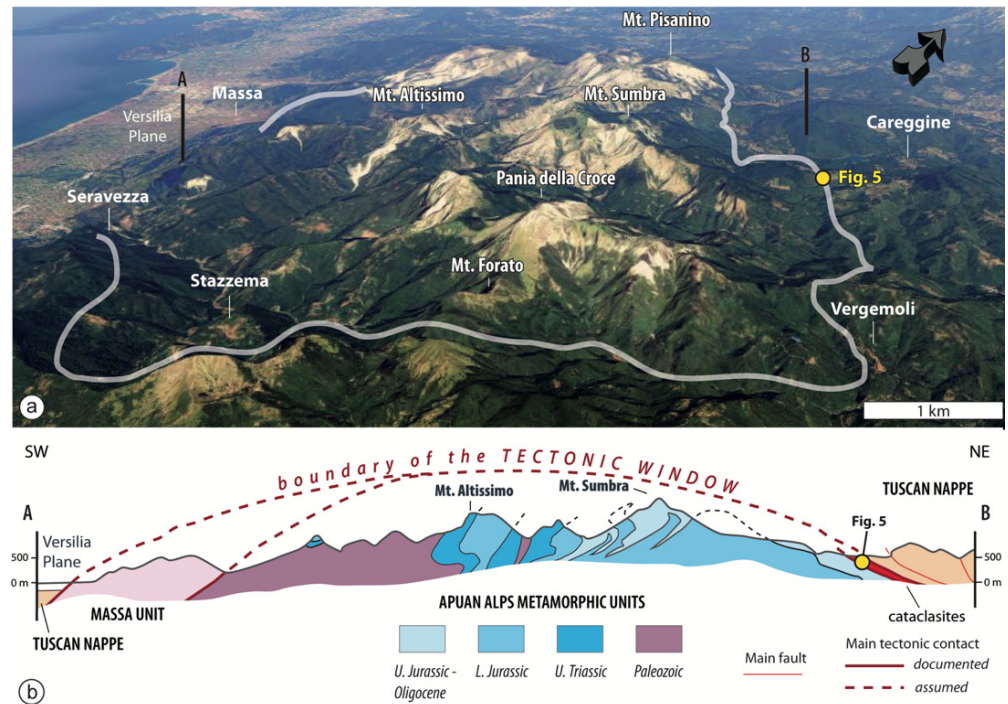 Mt. Pisanino
A
B
Massa
Mt. Altissimo
Mt. Sumbra
Versilia
Plane
Careggine
Fig. 5
Pania della Croce
Seravezza
Mt. Forato
Stazzema
Vergemoli
a
1 km
SW
NE
boundary of the TECTONIC WINDOW
Mt. Altissimo
Mt. Sumbra
TUSCAN NAPPE
A
B
Versilia
Plane
Fig. 5
500
500
0 m
0 m
cataclasites
MASSA UNIT
APUAN ALPS METAMORPHIC UNITS
TUSCAN NAPPE
Main tectonic contact
Main fault
documented
assumed
U. Jurassic -
Oligocene
L. Jurassic
U. Triassic
Paleozoic
b